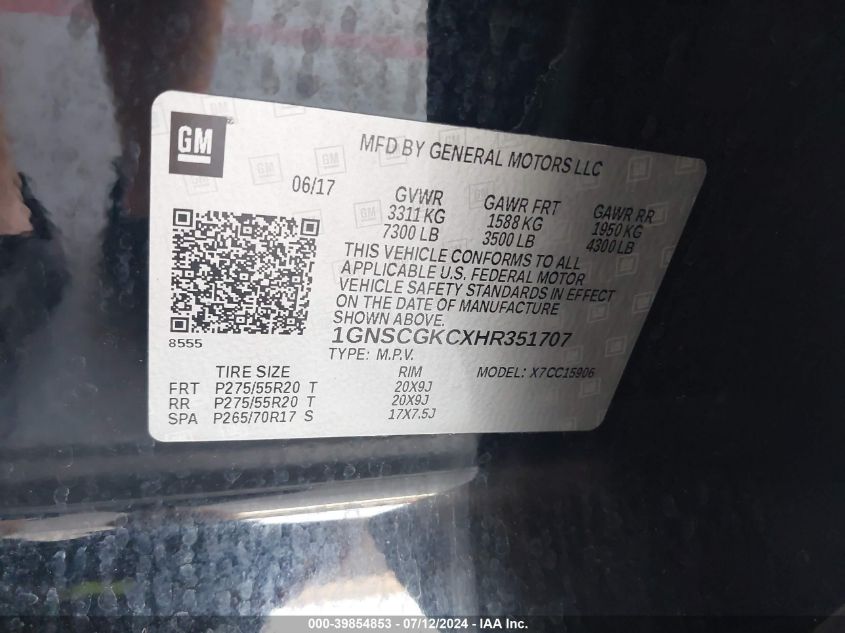 GM
MFD BY GENERAL MOTORS LLC
06/17
GVWR GAWR FRT GAWR RR
3311 KG 1588 KG 1950 KG
7300 LB 3500 LB 4300 LB
THIS VEHICLE CONFORMS TO ALL
APPLICABLE U.S. FEDERAL MOTOR
VEHICLE SAFETY STANDARDS IN EFFECT
ON THE DATE OF MANUFACTURE
SHOWN ABOVE.
8555
1GNSCGKCXHR351707
TYPE: M.P.V.
TIRE SIZE RIM MODEL: X7CC15906
FRT P275/55R20 T 20X9J
RR P275/55R20 T 20X9J
SPA P265/70R17 S 17X7.5J
000-39854853 - 07/12/2024 - IAA Inc.